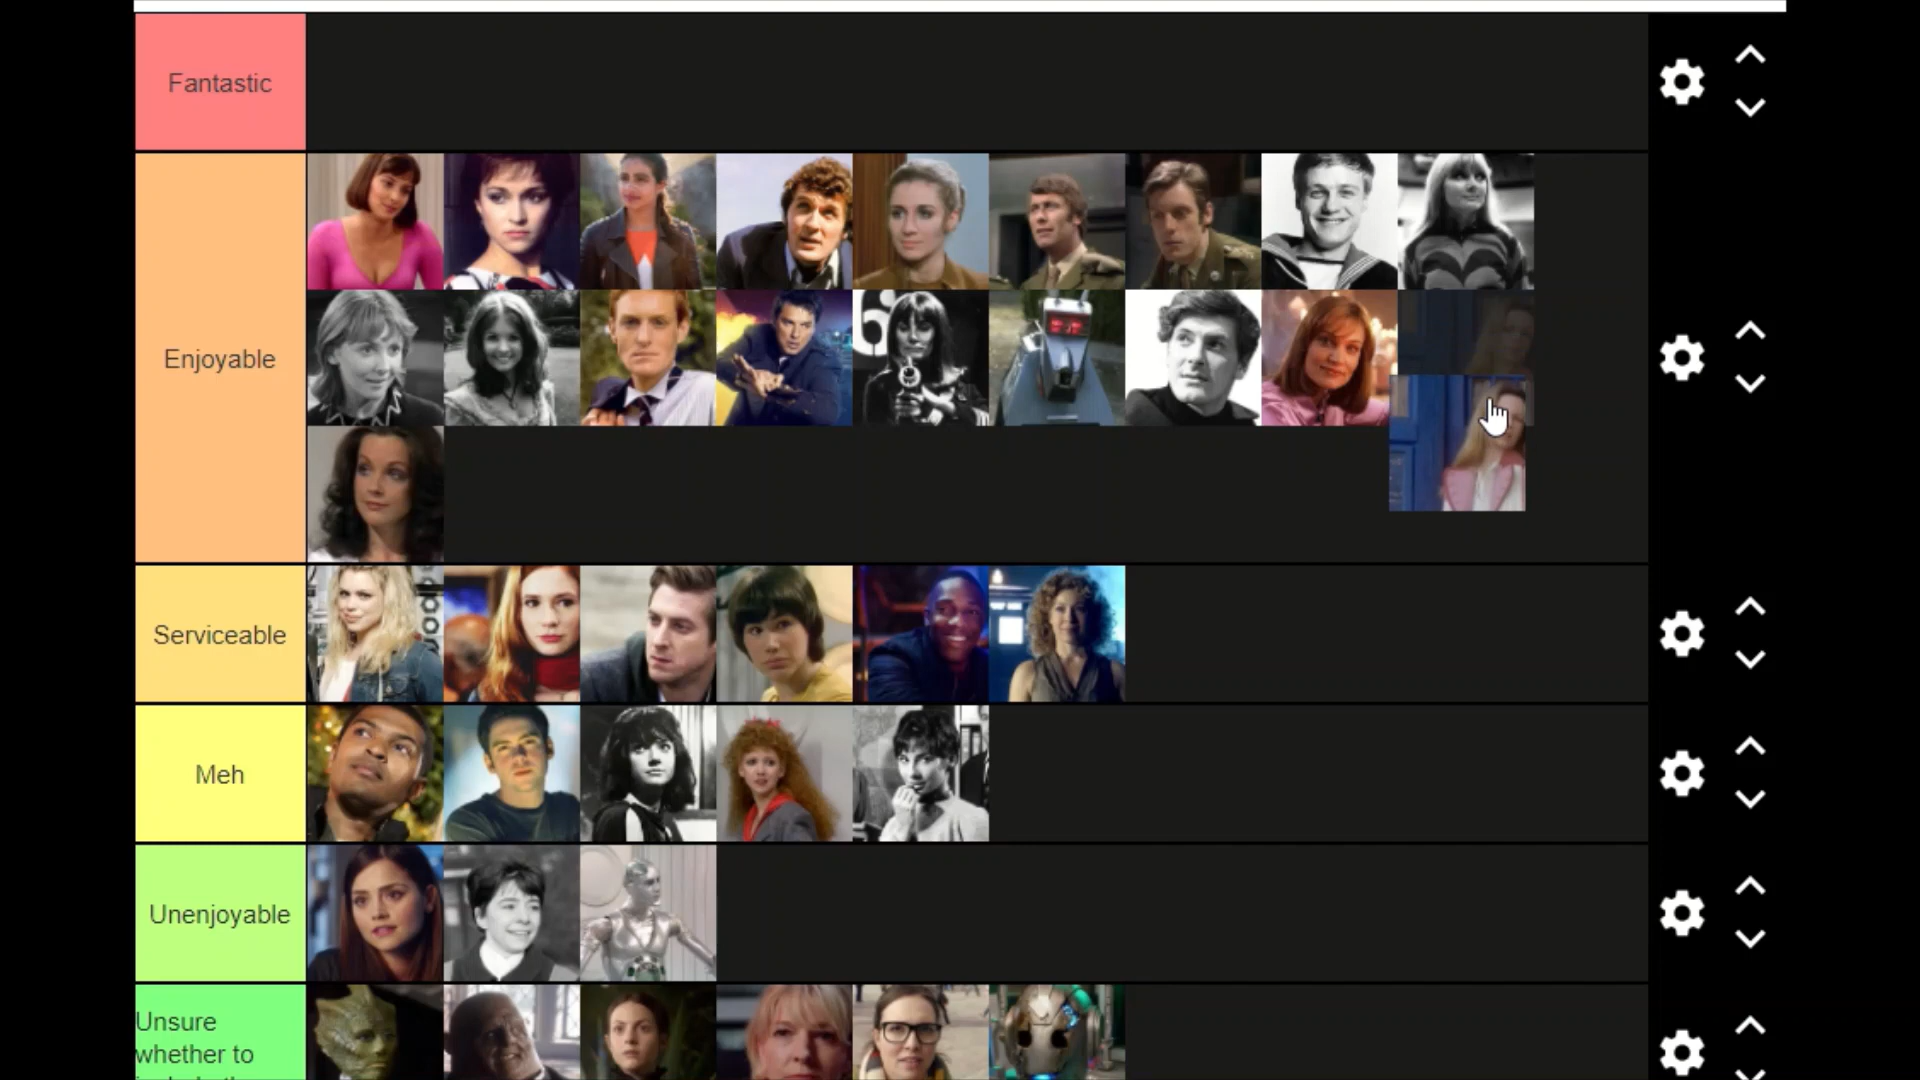 Fantastic
Enjoyable
Serviceable
Meh
Unenjoyable
Unsure
whether to